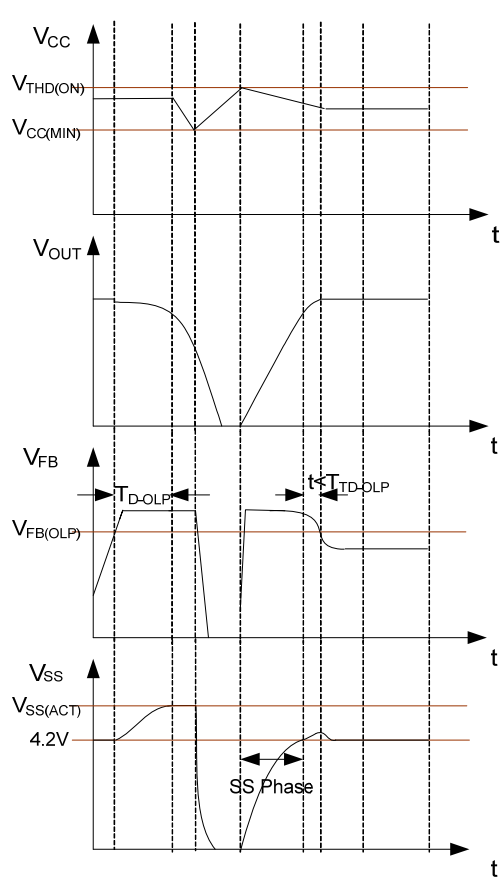 VCC
VTHD(ON)
VCC(MIN)
t
VOUT
t
VFB
TD-OLP
t<TTD-OLP
VFB(OLP)
t
VSS
VSS(ACT)
4.2V
SS Phase
t